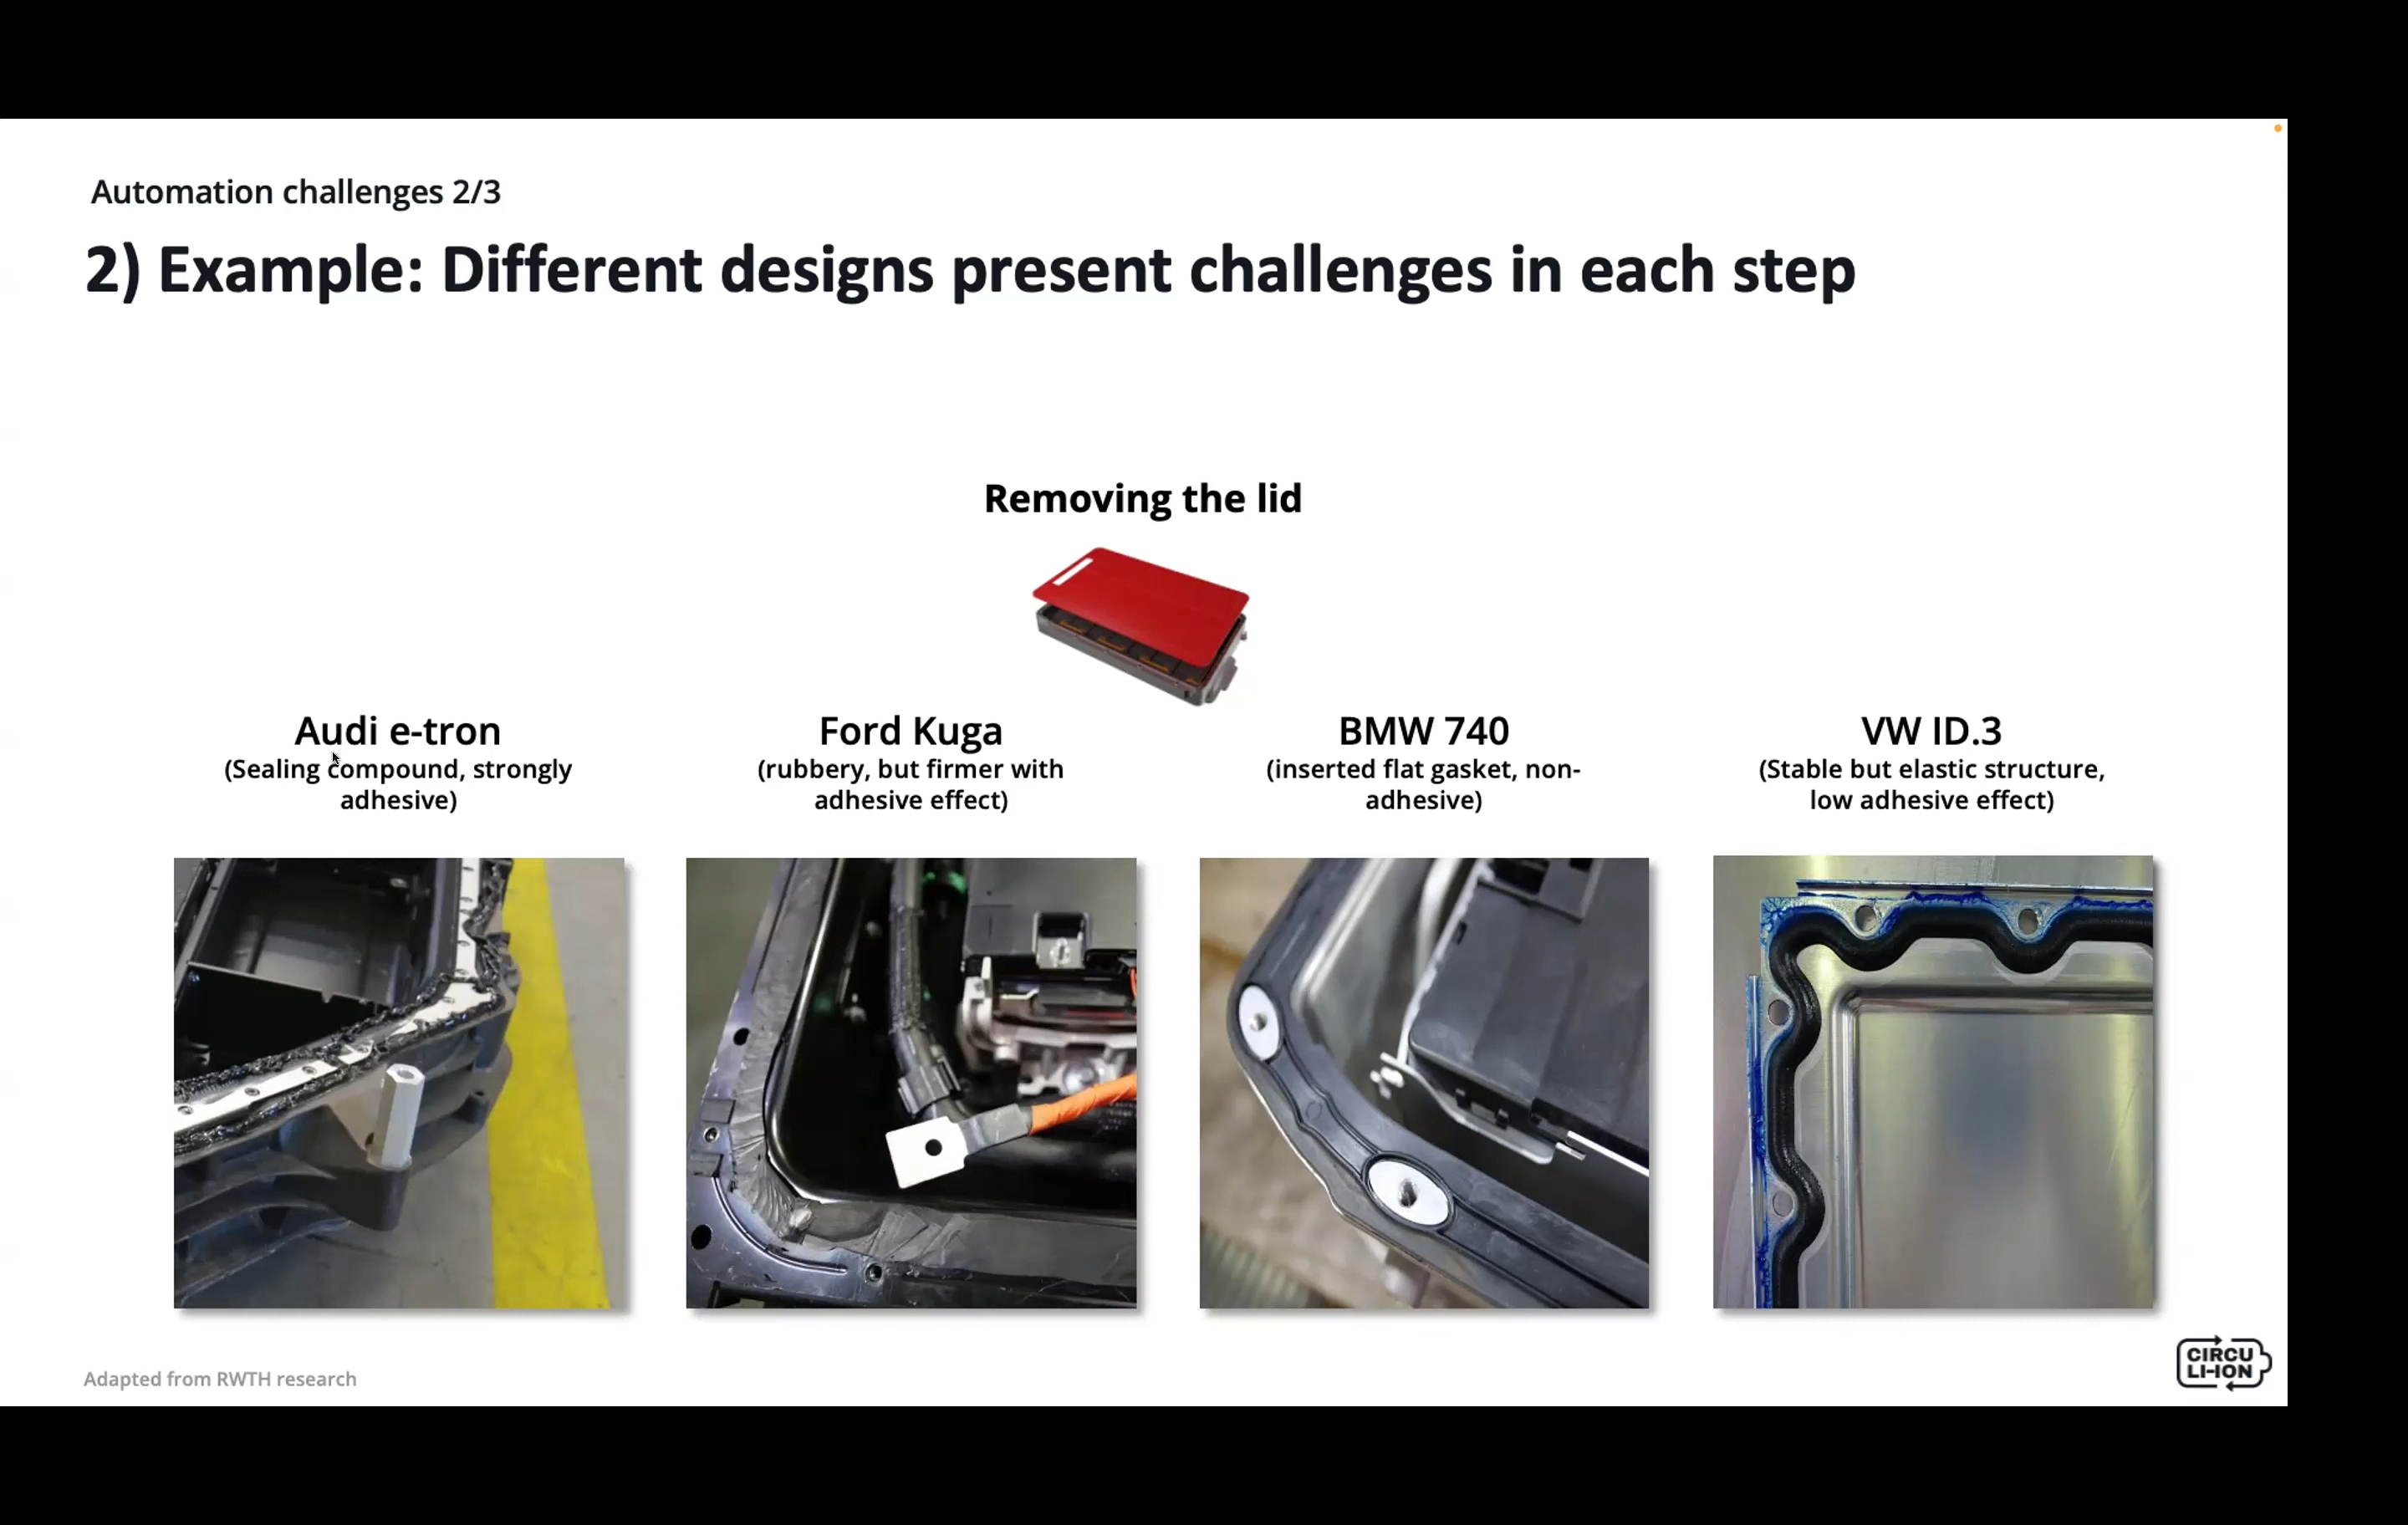 Automation challenges 2/3
2) Example: Different designs present challenges in each step
Removing the lid
Audi e-tron
(Sealing compound, strongly
adhesive)
Ford Kuga
(rubbery, but firmer with
adhesive effect)
BMW 740
(inserted flat gasket, non-
adhesive)
VW ID.3
(Stable but elastic structure,
low adhesive effect)
Adapted from RWTH research
CIRCU
LI-ION